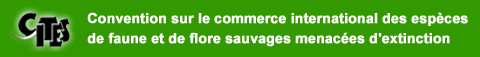 CITES
Convention sur le commerce international des espèces
de faune et de flore sauvages menacées d'extinction